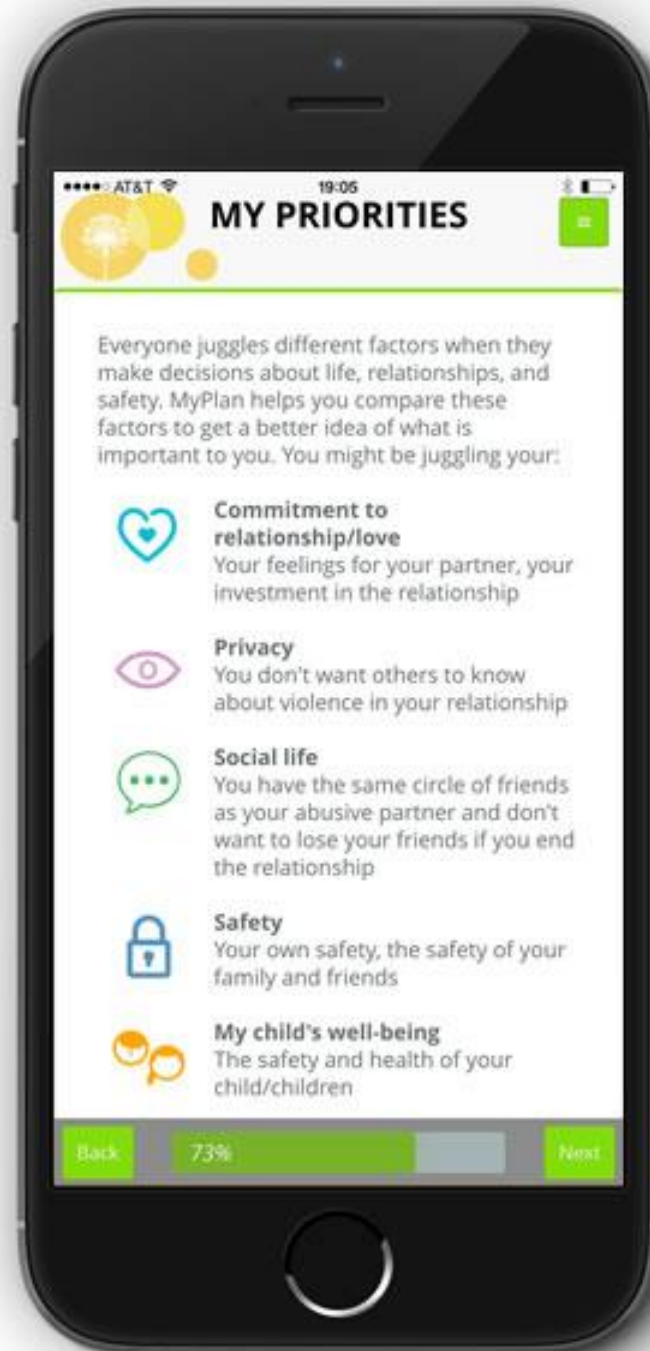 AT&T 19:05
MY PRIORITIES
Everyone juggles different factors when they
make decisions about life, relationships, and
safety. MyPlan helps you compare these
factors to get a better idea of what is
important to you. You might be juggling your:
Commitment to
relationship/love
Your feelings for your partner, your
investment in the relationship
Privacy
You don't want others to know
about violence in your relationship
Social life
You have the same circle of friends
as your abusive partner and don't
want to lose your friends if you end
the relationship
Safety
Your own safety, the safety of your
family and friends
My child's well-being
The safety and health of your
child/children
Back 73% Next